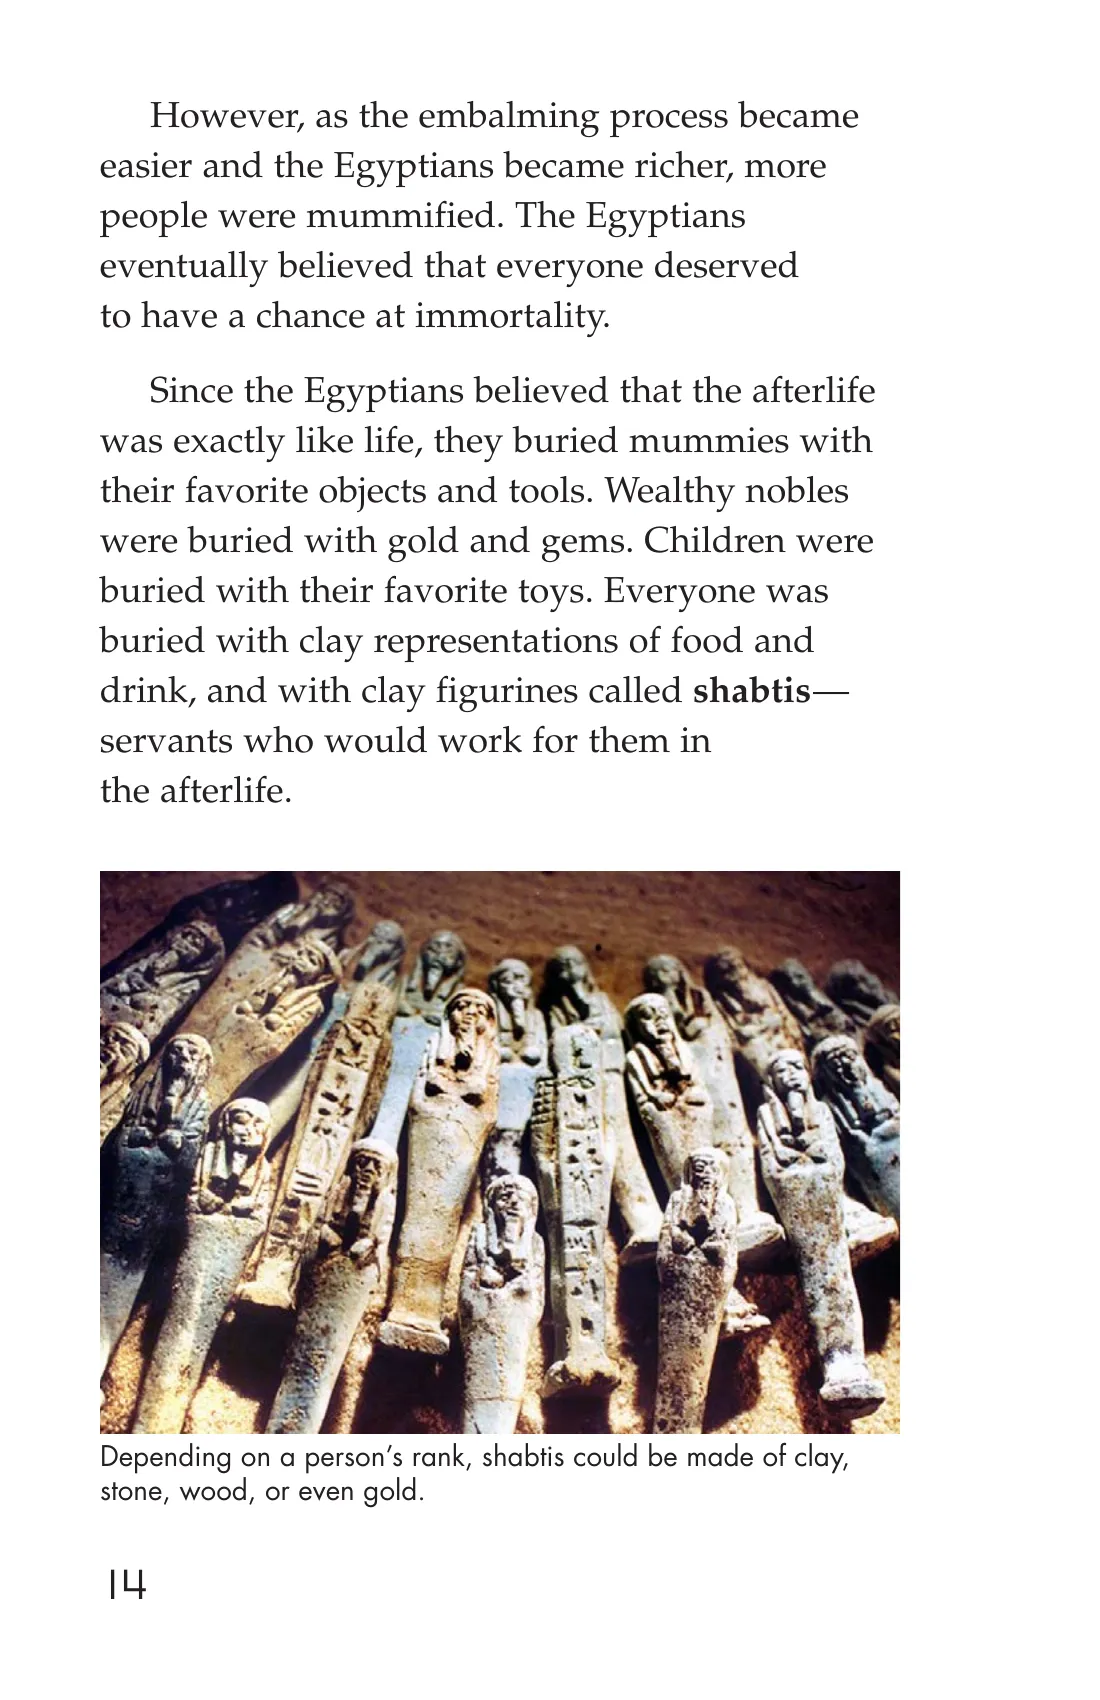 However, as the embalming process became
easier and the Egyptians became richer, more
people were mummified. The Egyptians
eventually believed that everyone deserved
to have a chance at immortality.
Since the Egyptians believed that the afterlife
was exactly like life, they buried mummies with
their favorite objects and tools. Wealthy nobles
were buried with gold and gems. Children were
buried with their favorite toys. Everyone was
buried with clay representations of food and
drink, and with clay figurines called shabtis—
servants who would work for them in
the afterlife.
Depending on a person's rank, shabtis could be made of clay,
stone, wood, or even gold.
14